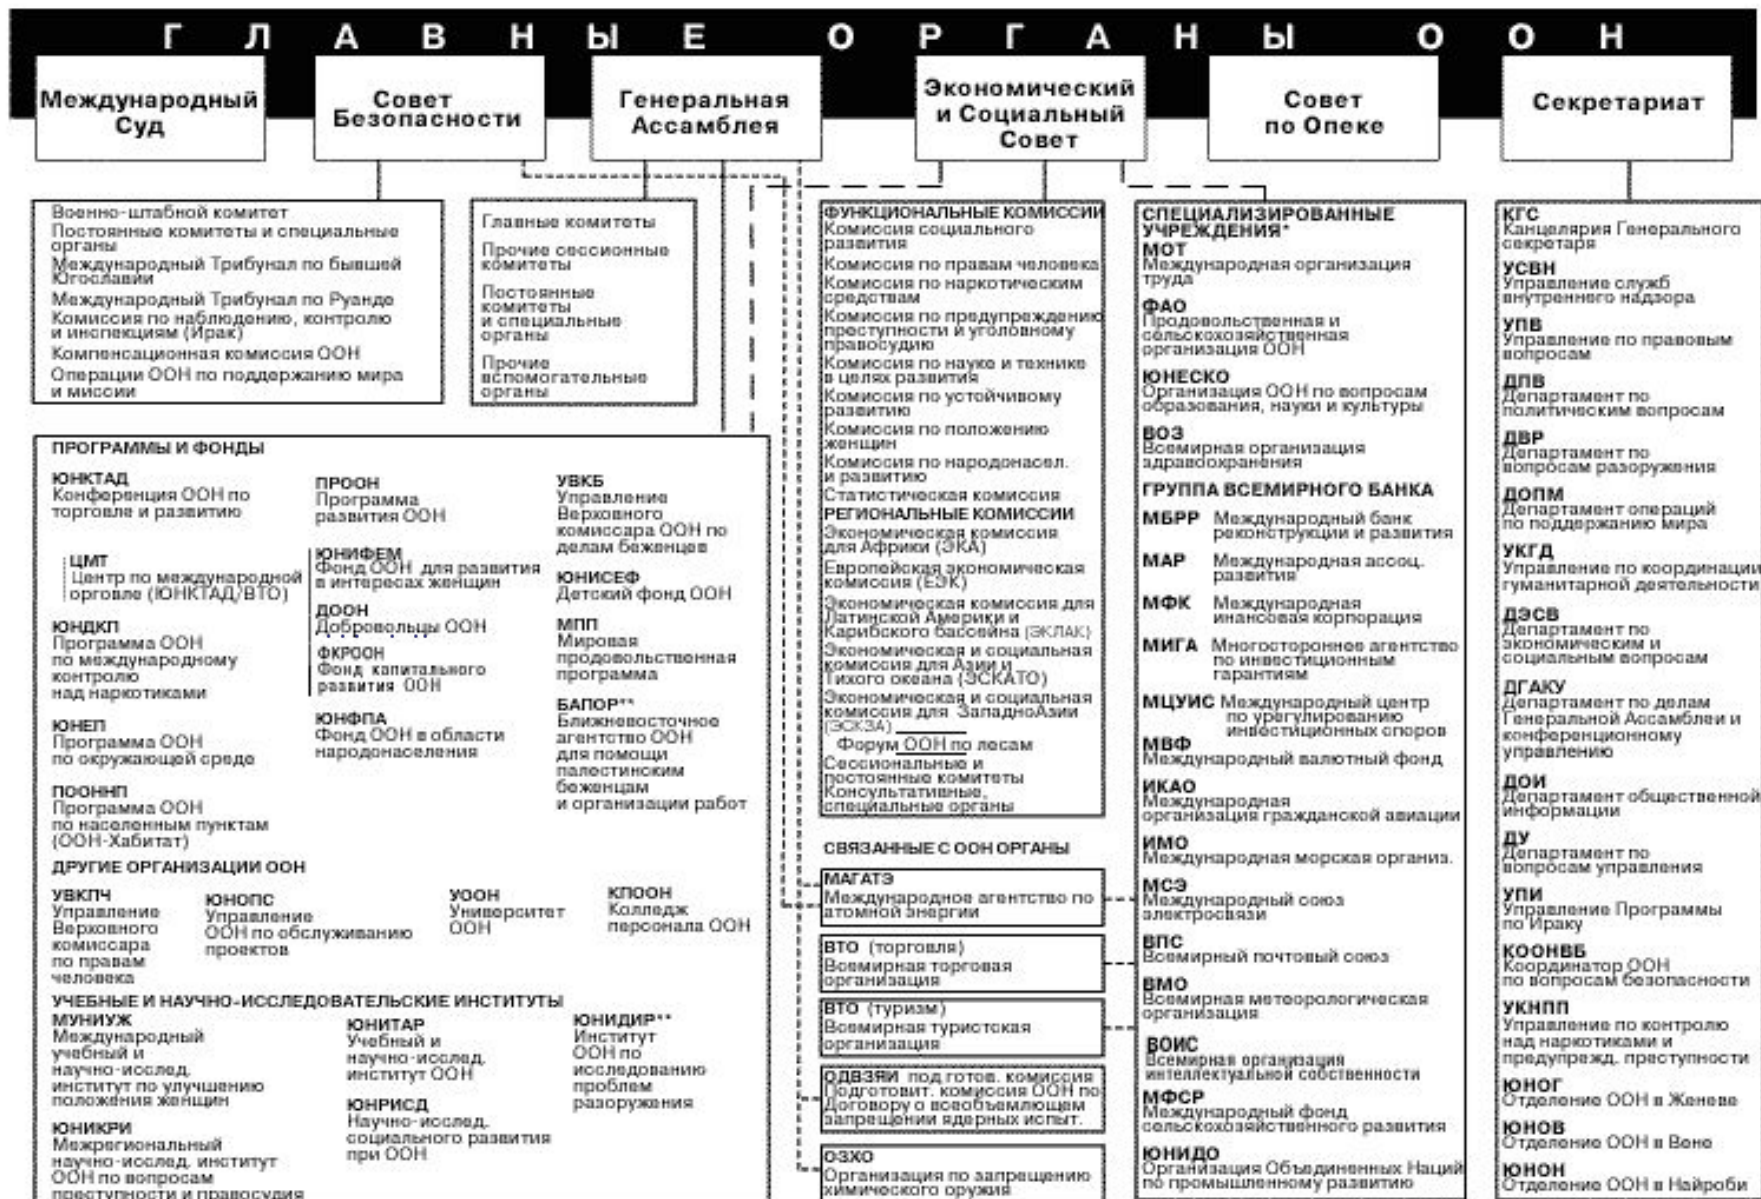 ГЛАВНЫЕ ОРГАНЫ ООН
Международный
Суд
Совет
Безопасности
Генеральная
Ассамблея
Экономический
и Социальный
Совет
Совет
по Опеке
Секретариат
Военно-штабной комитет
Постоянные комитеты и специальные
органы
Международный Трибунал по бывшей
Югославии
Международный Трибунал по Руанде
Комиссия по наблюдению, контролю
и инспекциям (Ирак)
Компенсационная комиссия ООН
Операции ООН по поддержанию мира
и миссии
Главные комитеты
Прочие сессионные
комитеты
Постоянные
комитеты
и специальные
органы
Прочие
вспомогательные
органы
ПРОГРАММЫ И ФОНДЫ
ЮНКТАД
Конференция ООН по
торговле и развитию
ЦМТ
Центр по международной
орговле (ЮНКТАД/ВТО)
ЮНДКП
Программа ООН
по международному
контролю
над наркотиками
ЮНЕП
Программа ООН
по окружающей среде
ПООННП
Программа ООН
по населенным пунктам
(ООН-Хабитат)
ПРООН
Программа
развития ООН
ЮНИФЕМ
Фонд ООН для развития
в интересах женщин
ДООН
Добровольцы ООН
ФКРООН
Фонд капитального
развития ООН
ЮНФПА
Фонд ООН в области
народонаселения
УВКБ
Управление
Верховного
комиссара ООН по
делам беженцев
ЮНИСЕФ
Детский фонд ООН
МПП
Мировая
продовольственная
программа
БАПОР**
Ближневосточное
агентство ООН
для помощи
палестинским
беженцам
и организации работ
ДРУГИЕ ОРГАНИЗАЦИИ ООН
УВКПЧ
Управление
Верховного
комиссара
по правам
человека
ЮНОПС
Управление
ООН по обслуживанию
проектов
УООН
Университет
ООН
КПООН
Колледж
персонала ООН
УЧЕБНЫЕ И НАУЧНО-ИССЛЕДОВАТЕЛЬСКИЕ ИНСТИТУТЫ
МУНИУЖ
Международный
учебный и
научно-исслед.
институт по улучшению
положения женщин
ЮНИКРИ
Межрегиональный
научно-исслед. институт
ООН по вопросам
преступности и правосудия
ЮНИТАР
Учебный и
научно-исслед.
институт ООН
ЮНРИСД
Научно-исслед.
социального развития
при ООН
ЮНИДИР**
Институт
ООН по
исследованию
проблем
разоружения
ФУНКЦИОНАЛЬНЫЕ КОМИССИИ
Комиссия социального
развития
Комиссия по правам человека
Комиссия по наркотическим
средствам
Комиссия по предупреждению
преступности и уголовному
правосудию
Комиссия по науке и технике
в целях развития
Комиссия по устойчивому
развитию
Комиссия по положению
женщин
Комиссия по народонасел.
и развитию
Статистическая комиссия
РЕГИОНАЛЬНЫЕ КОМИССИИ
Экономическая комиссия
для Африки (ЭКА)
Европейская экономическая
комиссия (ЕЭК)
Экономическая комиссия для
Латинской Америки и
Карибского бассейна (ЭКЛАК)
Экономическая и социальная
комиссия для Азии и
Тихого океана (ЭСКАТО)
Экономическая и социальная
комиссия для ЗападноАзии
(ЭСКЗА)
Форум ООН по лесам
Сессиональные и
постоянные комитеты
Консультативные,
специальные органы
СВЯЗАННЫЕ С ООН ОРГАНЫ
МАГАТЭ
Международное агентство по
атомной энергии
ВТО (торговля)
Всемирная торговая
организация
ВТО (туризм)
Всемирная туристская
организация
ОДВЗЯИ под готов. комиссия
Подготовит. комиссия ООН по
Договору о всеобъемлющем
запрещении ядерных испыт.
ОЗХО
Организация по запрещению
химического оружия
СПЕЦИАЛИЗИРОВАННЫЕ
УЧРЕЖДЕНИЯ*
МОТ
Международная организация
труда
ФАО
Продовольственная и
сельскохозяйственная
организация ООН
ЮНЕСКО
Организация ООН по вопросам
образования, науки и культуры
ВОЗ
Всемирная организация
здравоохранения
ГРУППА ВСЕМИРНОГО БАНКА
МБРР Международный банк
реконструкции и развития
МАР Международная ассоц.
развития
МФК Международная
инансовая корпорация
МИГА Многостороннее агентство
по инвестиционным
гарантиям
МЦУИС Международный центр
по урегулированию
инвестиционных споров
МВФ
Международный валютный фонд
ИКАО
Международная
организация гражданской авиации
ИМО
Международная морская организ.
МСЭ
Международный союз
электросвязи
ВПС
Всемирный почтовый союз
ВМО
Всемирная метеорологическая
организация
ВОИС
Всемирная организация
интеллектуальной собственности
МФСР
Международный фонд
сельскохозяйственного развития
ЮНИДО
Организация Объединенных Наций
по промышленному развитию
КГС
Канцелярия Генерального
секретаря
УСВН
Управление служб
внутреннего надзора
УПВ
Управление по правовым
вопросам
ДПВ
Департамент по
политическим вопросам
ДВР
Департамент по
вопросам разоружения
ДОПМ
Департамент операций
по поддержанию мира
УКГД
Управление по координации
гуманитарной деятельности
ДЭСВ
Департамент по
экономическим и
социальным вопросам
ДГАКУ
Департамент по делам
Генеральной Ассамблеи и
конференционному
управлению
ДОИ
Департамент общественной
информации
ДУ
Департамент по
вопросам управления
УПИ
Управление Программы
по Ираку
КООНВБ
Координатор ООН
по вопросам безопасности
УКНПП
Управление по контролю
над наркотиками и
предупрежд. преступности
ЮНОГ
Отделение ООН в Женеве
ЮНОВ
Отделение ООН в Вене
ЮНОН
Отделение ООН в Найроби